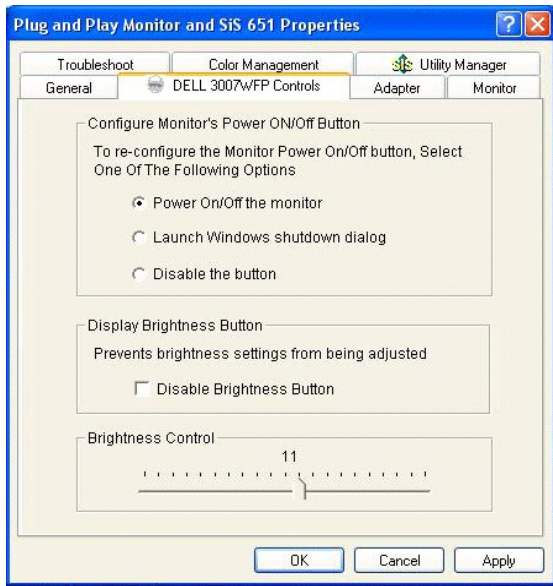 Plug and Play Monitor and SiS 651 Properties
Troubleshoot
Color Management
SiS Utility Manager
General
DELL 3007WFP Controls
Adapter
Monitor
Configure Monitor's Power ON/Off Button
To re-configure the Monitor Power On/Off button, Select
One Of The Following Options
Power On/Off the monitor
Launch Windows shutdown dialog
Disable the button
Display Brightness Button
Prevents brightness settings from being adjusted
Disable Brightness Button
Brightness Control
11
OK
Cancel
Apply